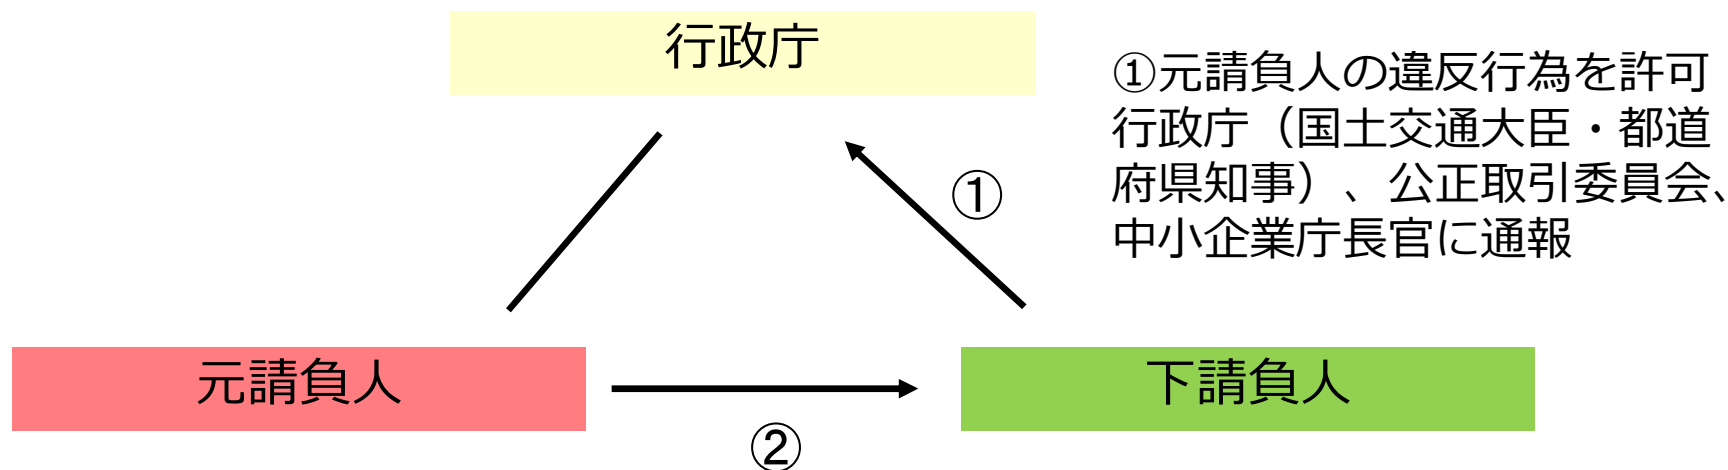 行政庁
①元請負人の違反行為を許可
行政庁（国土交通大臣・都道
府県知事）、公正取引委員会、
中小企業庁長官に通報
①
元請負人
下請負人
②